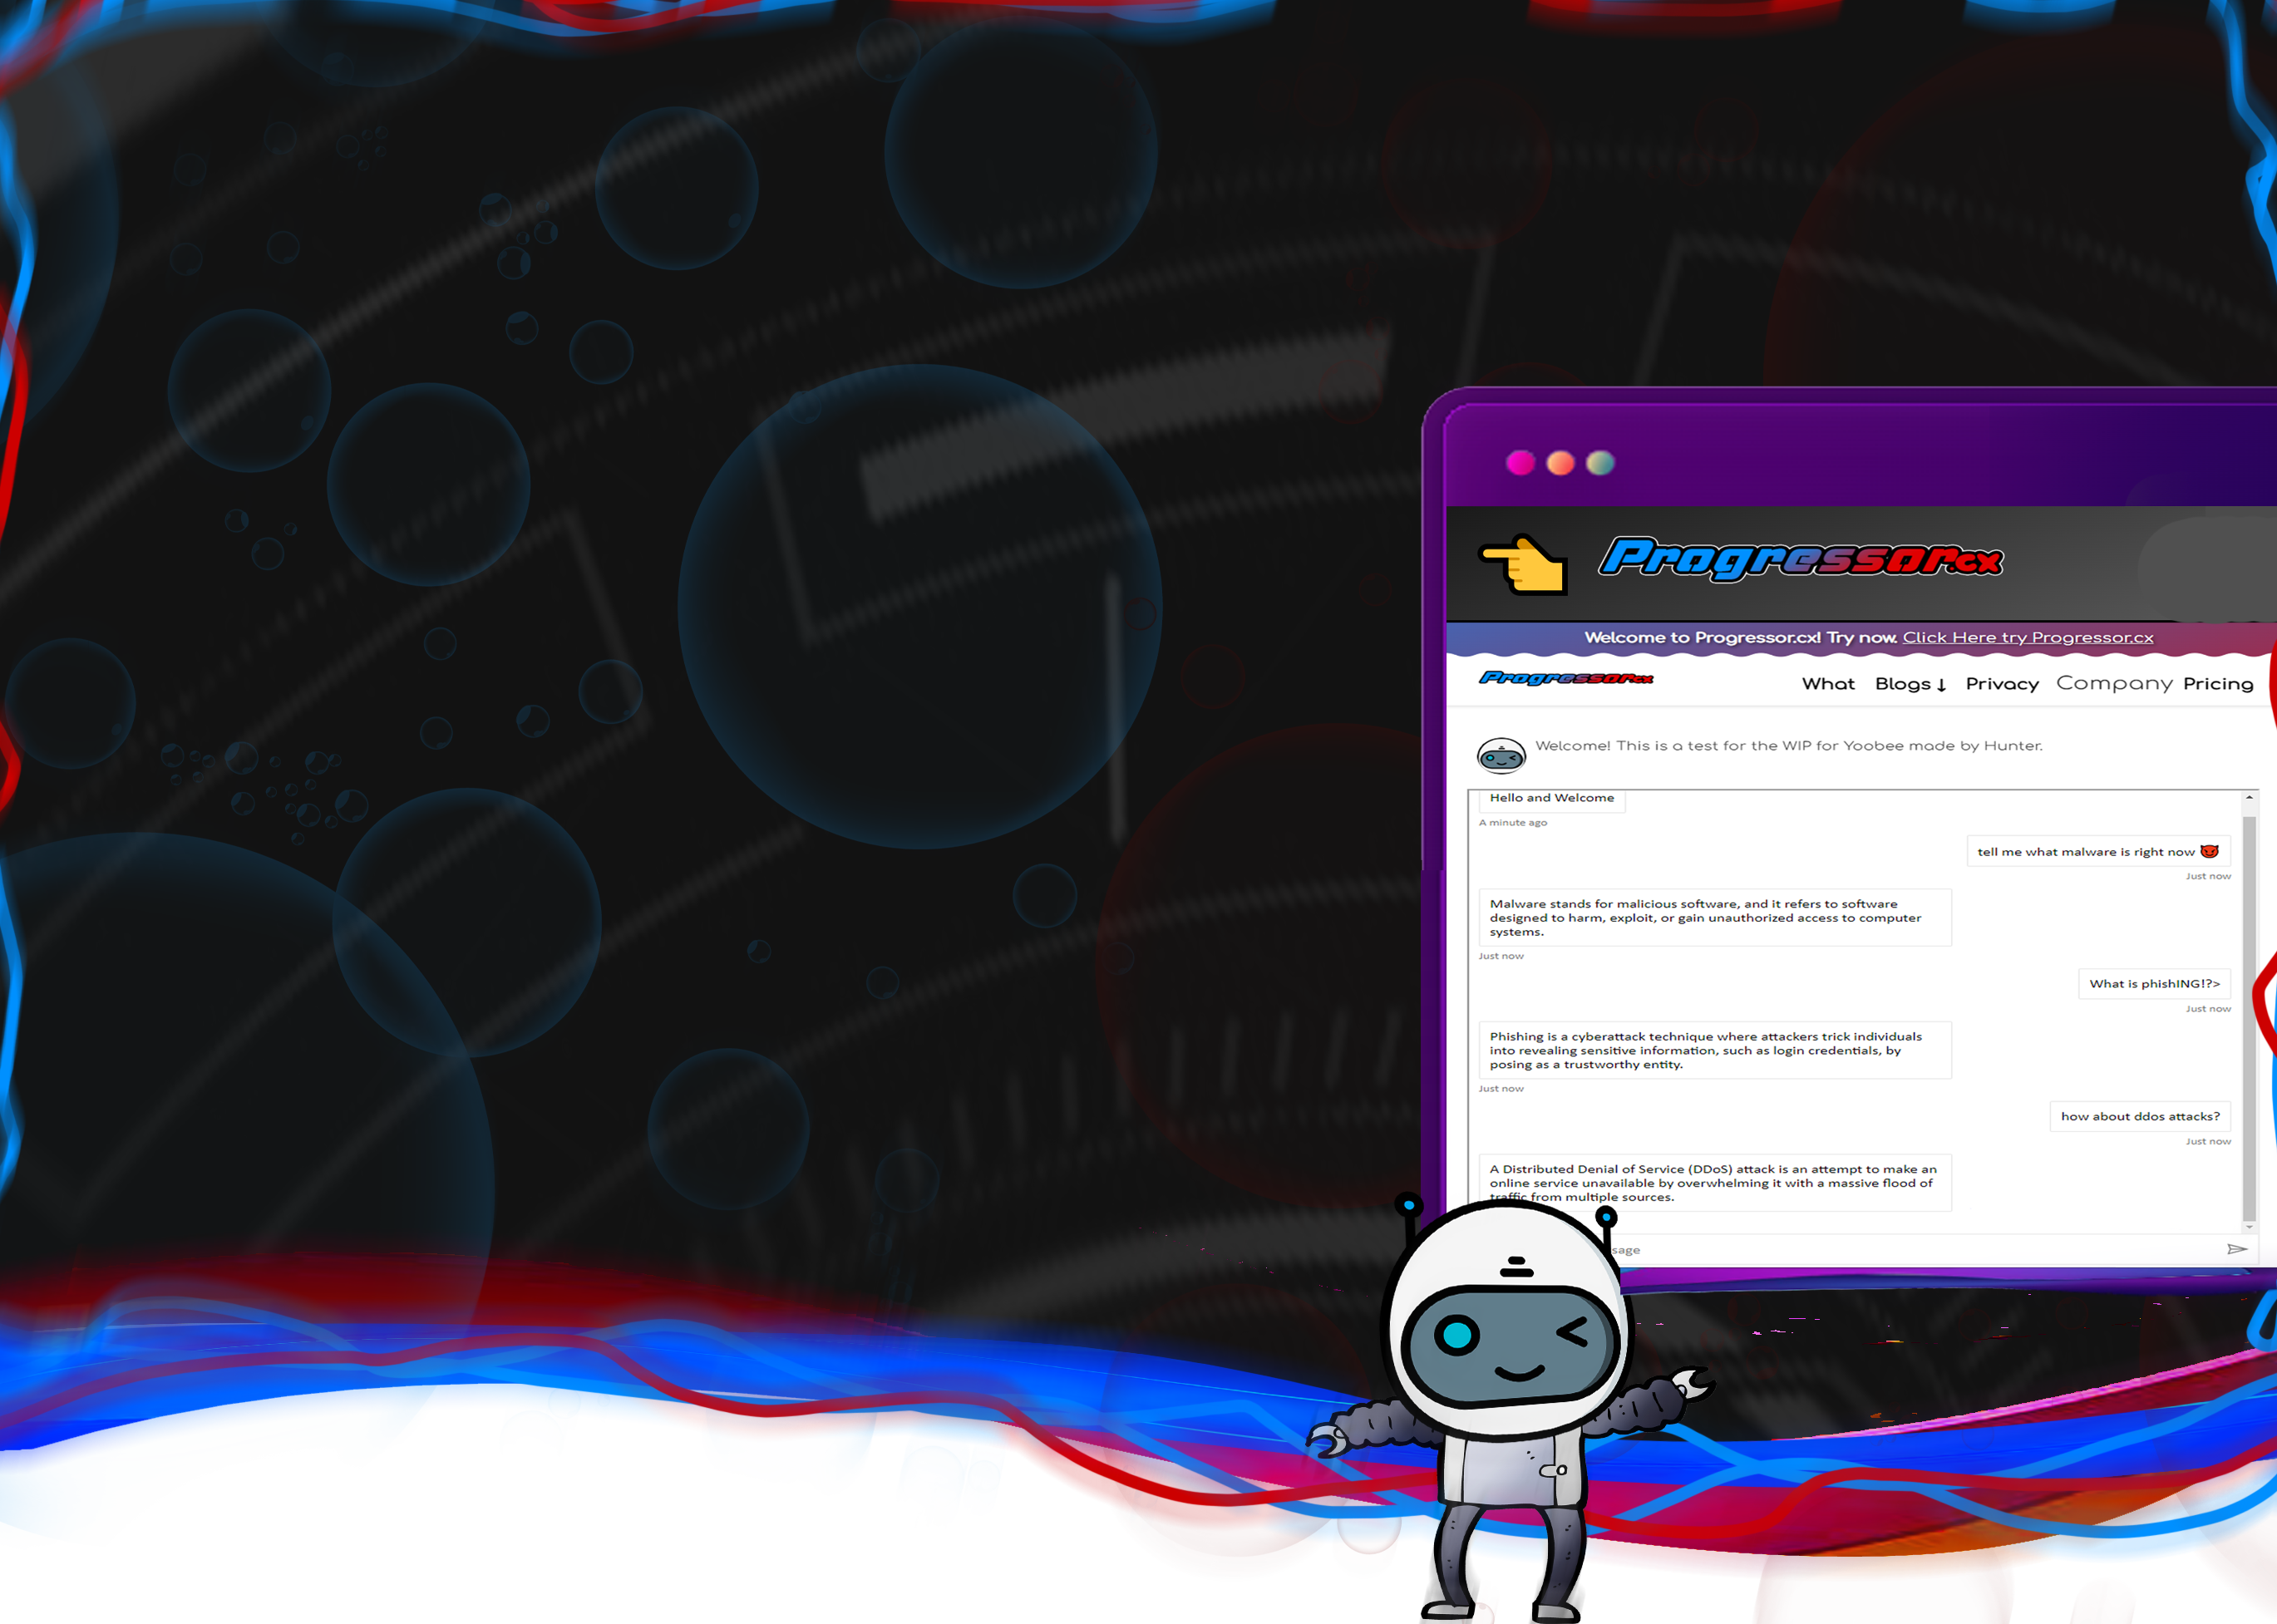 Progressor.cx
Welcome to Progressor.cx! Try now. Click Here try Progressor.cx
Progressor.cx
What Blogs ↓ Privacy Company Pricing
Welcome! This is a test for the WIP for Yoobee made by Hunter.
Hello and Welcome
A minute ago
tell me what malware is right now 😈
Just now
Malware stands for malicious software, and it refers to software
designed to harm, exploit, or gain unauthorized access to computer
systems.
Just now
What is phishING!?>
Just now
Phishing is a cyberattack technique where attackers trick individuals
into revealing sensitive information, such as login credentials, by
posing as a trustworthy entity.
Just now
how about ddos attacks?
Just now
A Distributed Denial of Service (DDoS) attack is an attempt to make an
online service unavailable by overwhelming it with a massive flood of
traffic from multiple sources.
sage